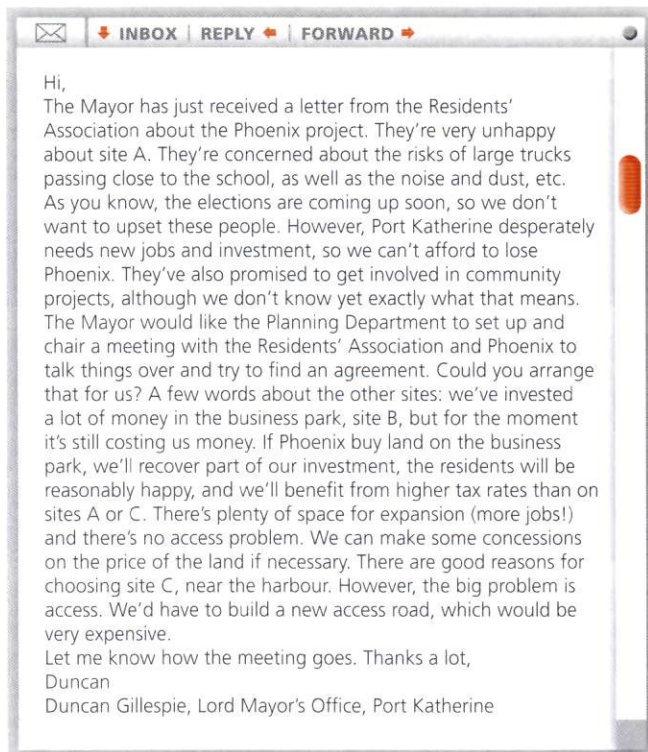 INBOX | REPLY | FORWARD
Hi,
The Mayor has just received a letter from the Residents'
Association about the Phoenix project. They're very unhappy
about site A. They're concerned about the risks of large trucks
passing close to the school, as well as the noise and dust, etc.
As you know, the elections are coming up soon, so we don't
want to upset these people. However, Port Katherine desperately
needs new jobs and investment, so we can't afford to lose
Phoenix. They've also promised to get involved in community
projects, although we don't know yet exactly what that means.
The Mayor would like the Planning Department to set up and
chair a meeting with the Residents' Association and Phoenix to
talk things over and try to find an agreement. Could you arrange
that for us? A few words about the other sites: we've invested
a lot of money in the business park, site B, but for the moment
it's still costing us money. If Phoenix buy land on the business
park, we'll recover part of our investment, the residents will be
reasonably happy, and we'll benefit from higher tax rates than on
sites A or C. There's plenty of space for expansion (more jobs!)
and there's no access problem. We can make some concessions
on the price of the land if necessary. There are good reasons for
choosing site C, near the harbour. However, the big problem is
access. We'd have to build a new access road, which would be
very expensive.
Let me know how the meeting goes. Thanks a lot,
Duncan
Duncan Gillespie, Lord Mayor's Office, Port Katherine